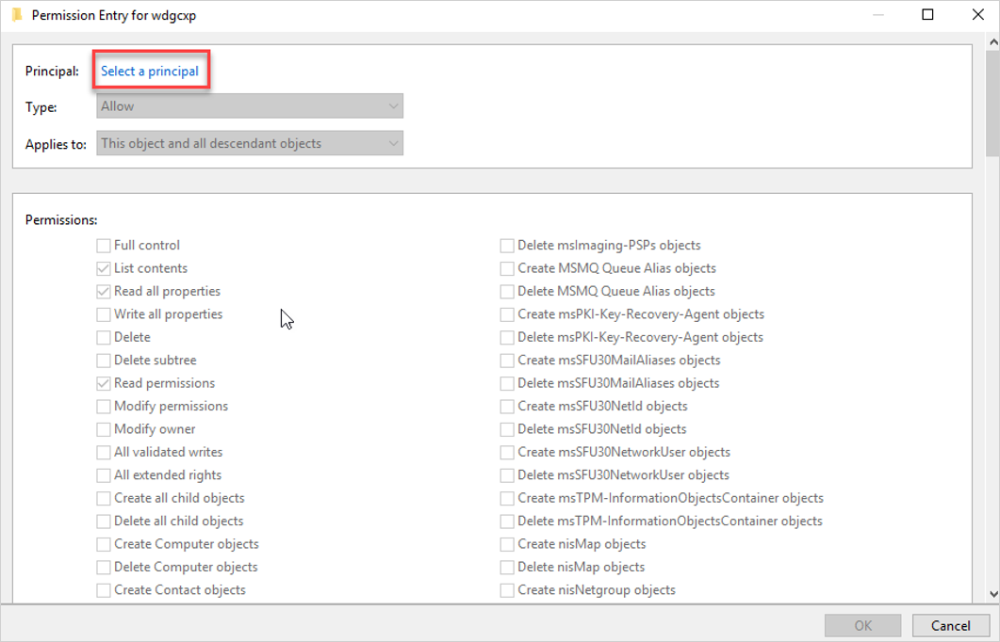 Permission Entry for wdgcxp
Principal: Select a principal
Type: Allow
Applies to: This object and all descendant objects
Permissions:
Full control
List contents
Read all properties
Write all properties
Delete
Delete subtree
Read permissions
Modify permissions
Modify owner
All validated writes
All extended rights
Create all child objects
Delete all child objects
Create Computer objects
Delete Computer objects
Create Contact objects
Delete msImaging-PSPs objects
Create MSMQ Queue Alias objects
Delete MSMQ Queue Alias objects
Create msPKI-Key-Recovery-Agent objects
Delete msPKI-Key-Recovery-Agent objects
Create msSFU30MailAliases objects
Delete msSFU30MailAliases objects
Create msSFU30NetId objects
Delete msSFU30NetId objects
Create msSFU30NetworkUser objects
Delete msSFU30NetworkUser objects
Create msTPM-InformationObjectsContainer objects
Delete msTPM-InformationObjectsContainer objects
Create nisMap objects
Delete nisMap objects
Create nisNetgroup objects
OK Cancel